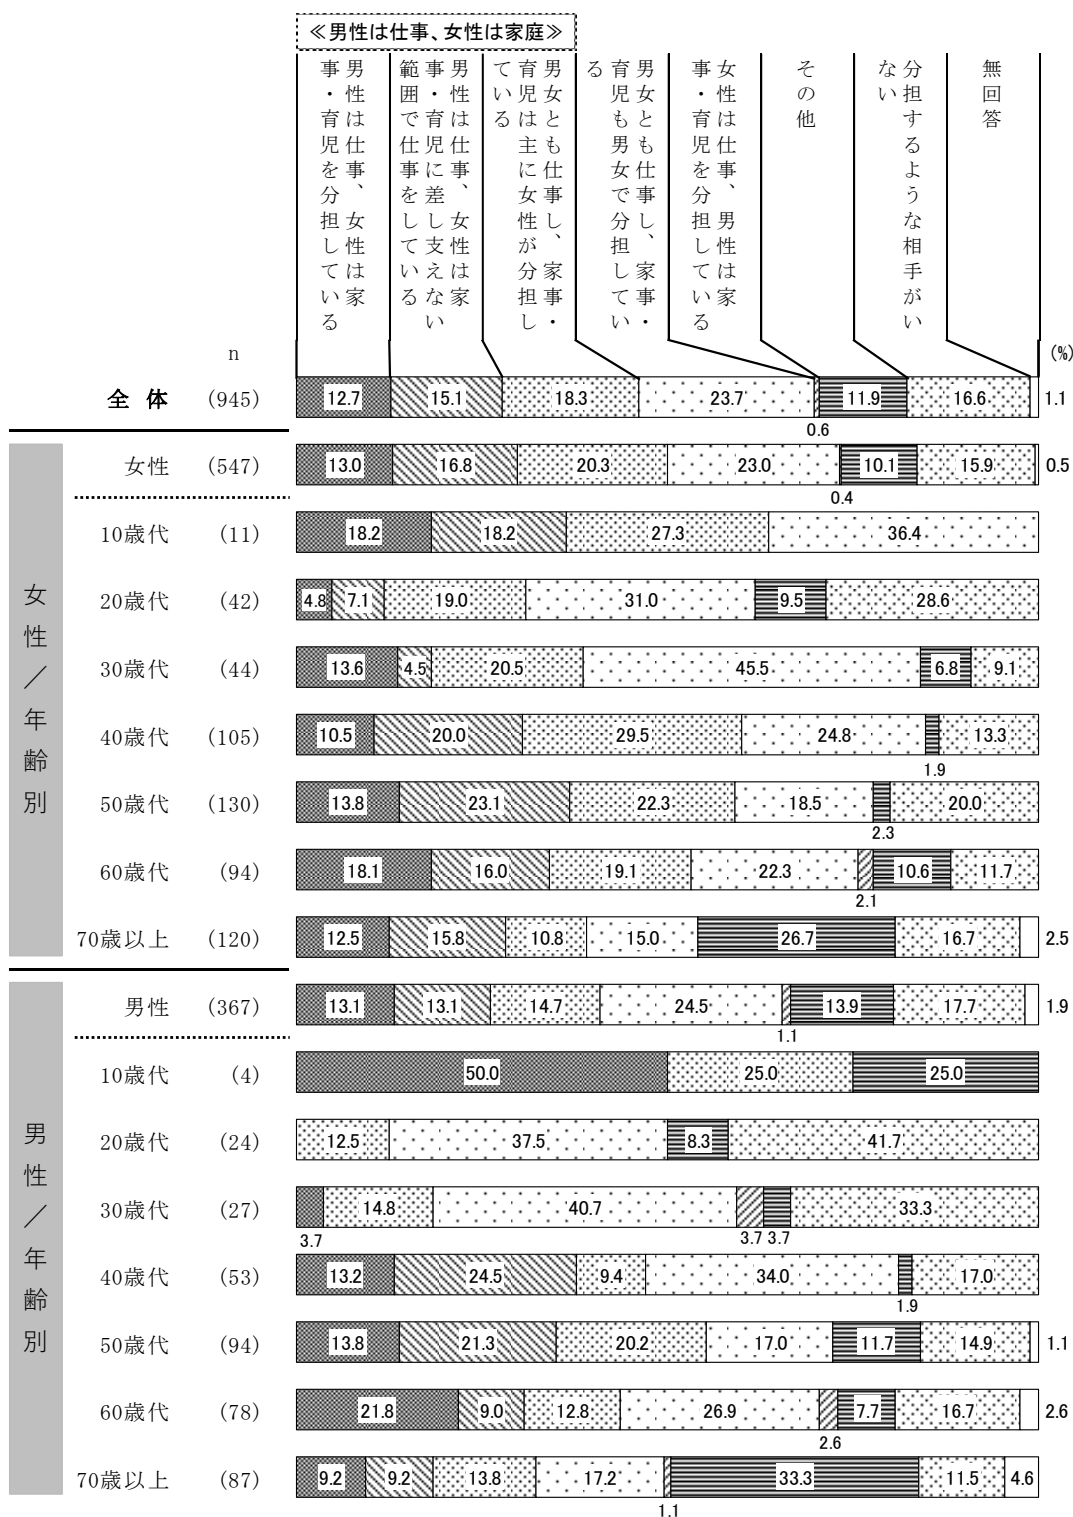 ≪男性は仕事、女性は家庭≫
男性は仕事、女性は家
事・育児を分担している
男性は仕事、女性は家
事・育児に差し支えない
範囲で仕事をしている
男女とも仕事し、家事・
育児は主に女性が分担し
ている
男女とも仕事し、家事・
育児も男女で分担してい
る
女性は仕事、男性は家
事・育児を分担している
その他
分担するような相手がい
ない
無回答
n
(%)
全 体 (945) 12.7 15.1 18.3 23.7 0.6 11.9 16.6 1.1
女性／年齢別
女性 (547) 13.0 16.8 20.3 23.0 0.4 10.1 15.9 0.5
10歳代 (11) 18.2 18.2 27.3 36.4
20歳代 (42) 4.8 7.1 19.0 31.0 9.5 28.6
30歳代 (44) 13.6 4.5 20.5 45.5 6.8 9.1
40歳代 (105) 10.5 20.0 29.5 24.8 1.9 13.3
50歳代 (130) 13.8 23.1 22.3 18.5 2.3 20.0
60歳代 (94) 18.1 16.0 19.1 22.3 2.1 10.6 11.7
70歳以上 (120) 12.5 15.8 10.8 15.0 26.7 16.7 2.5
男性／年齢別
男性 (367) 13.1 13.1 14.7 24.5 1.1 13.9 17.7 1.9
10歳代 (4) 50.0 25.0 25.0
20歳代 (24) 12.5 37.5 8.3 41.7
30歳代 (27) 3.7 14.8 40.7 3.7 3.7 33.3
40歳代 (53) 13.2 24.5 9.4 34.0 1.9 17.0
50歳代 (94) 13.8 21.3 20.2 17.0 11.7 14.9 1.1
60歳代 (78) 21.8 9.0 12.8 26.9 2.6 7.7 16.7 2.6
70歳以上 (87) 9.2 9.2 13.8 17.2 1.1 33.3 11.5 4.6